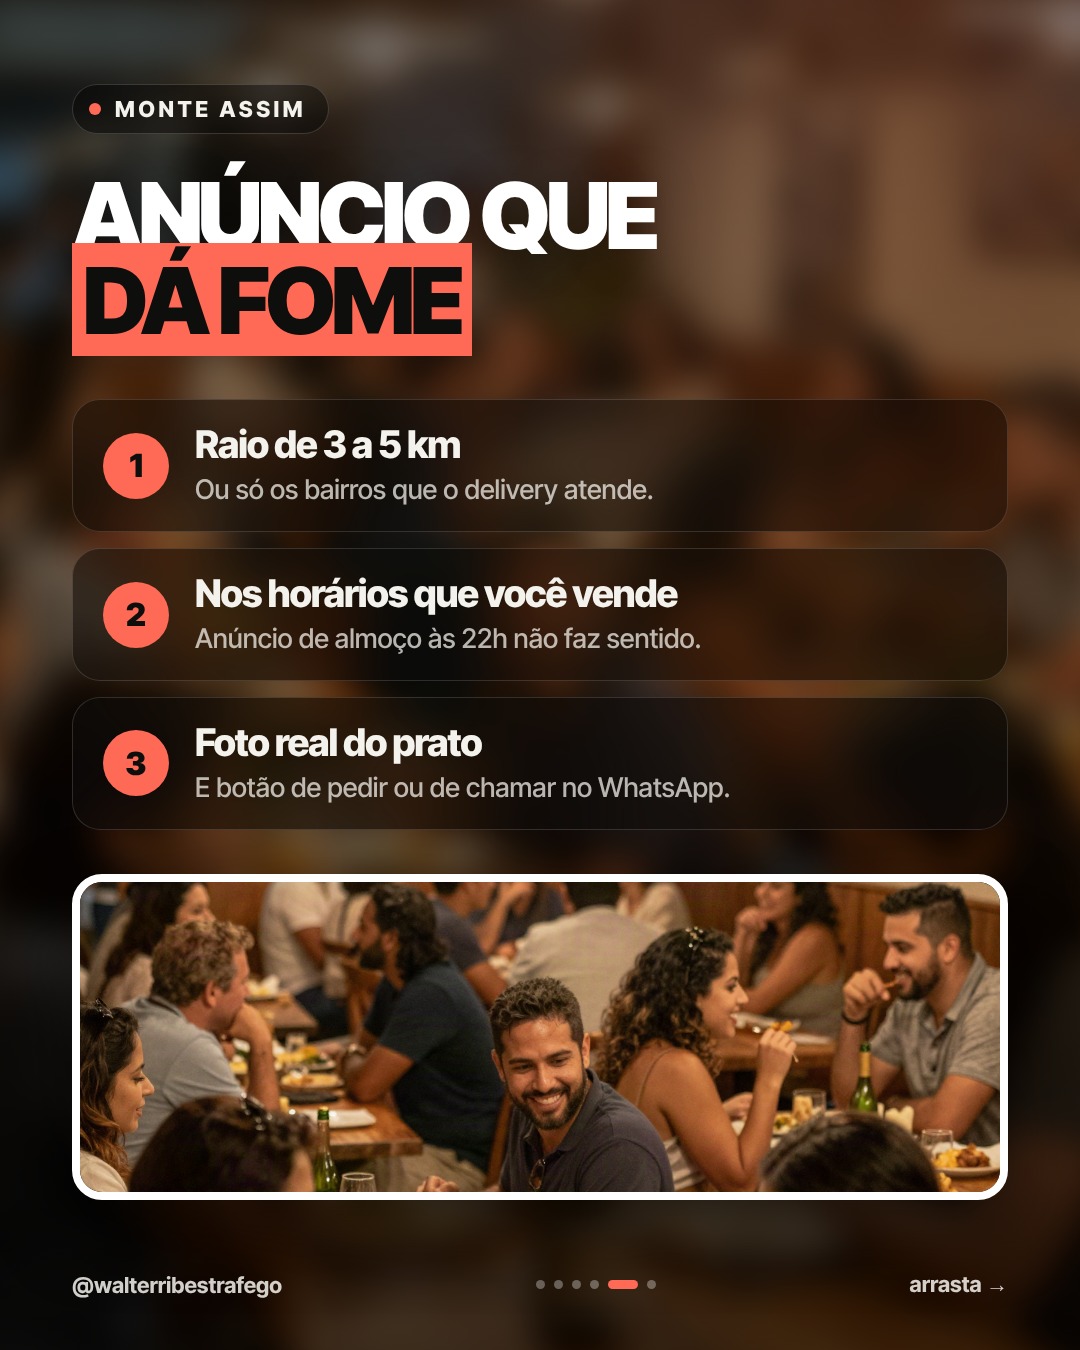 MONTE ASSIM
ANÚNCIO QUE
DÁ FOME
1
Raio de 3 a 5 km
Ou só os bairros que o delivery atende.
2
Nos horários que você vende
Anúncio de almoço às 22h não faz sentido.
3
Foto real do prato
E botão de pedir ou de chamar no WhatsApp.
@walterribestrafego
arrasta →